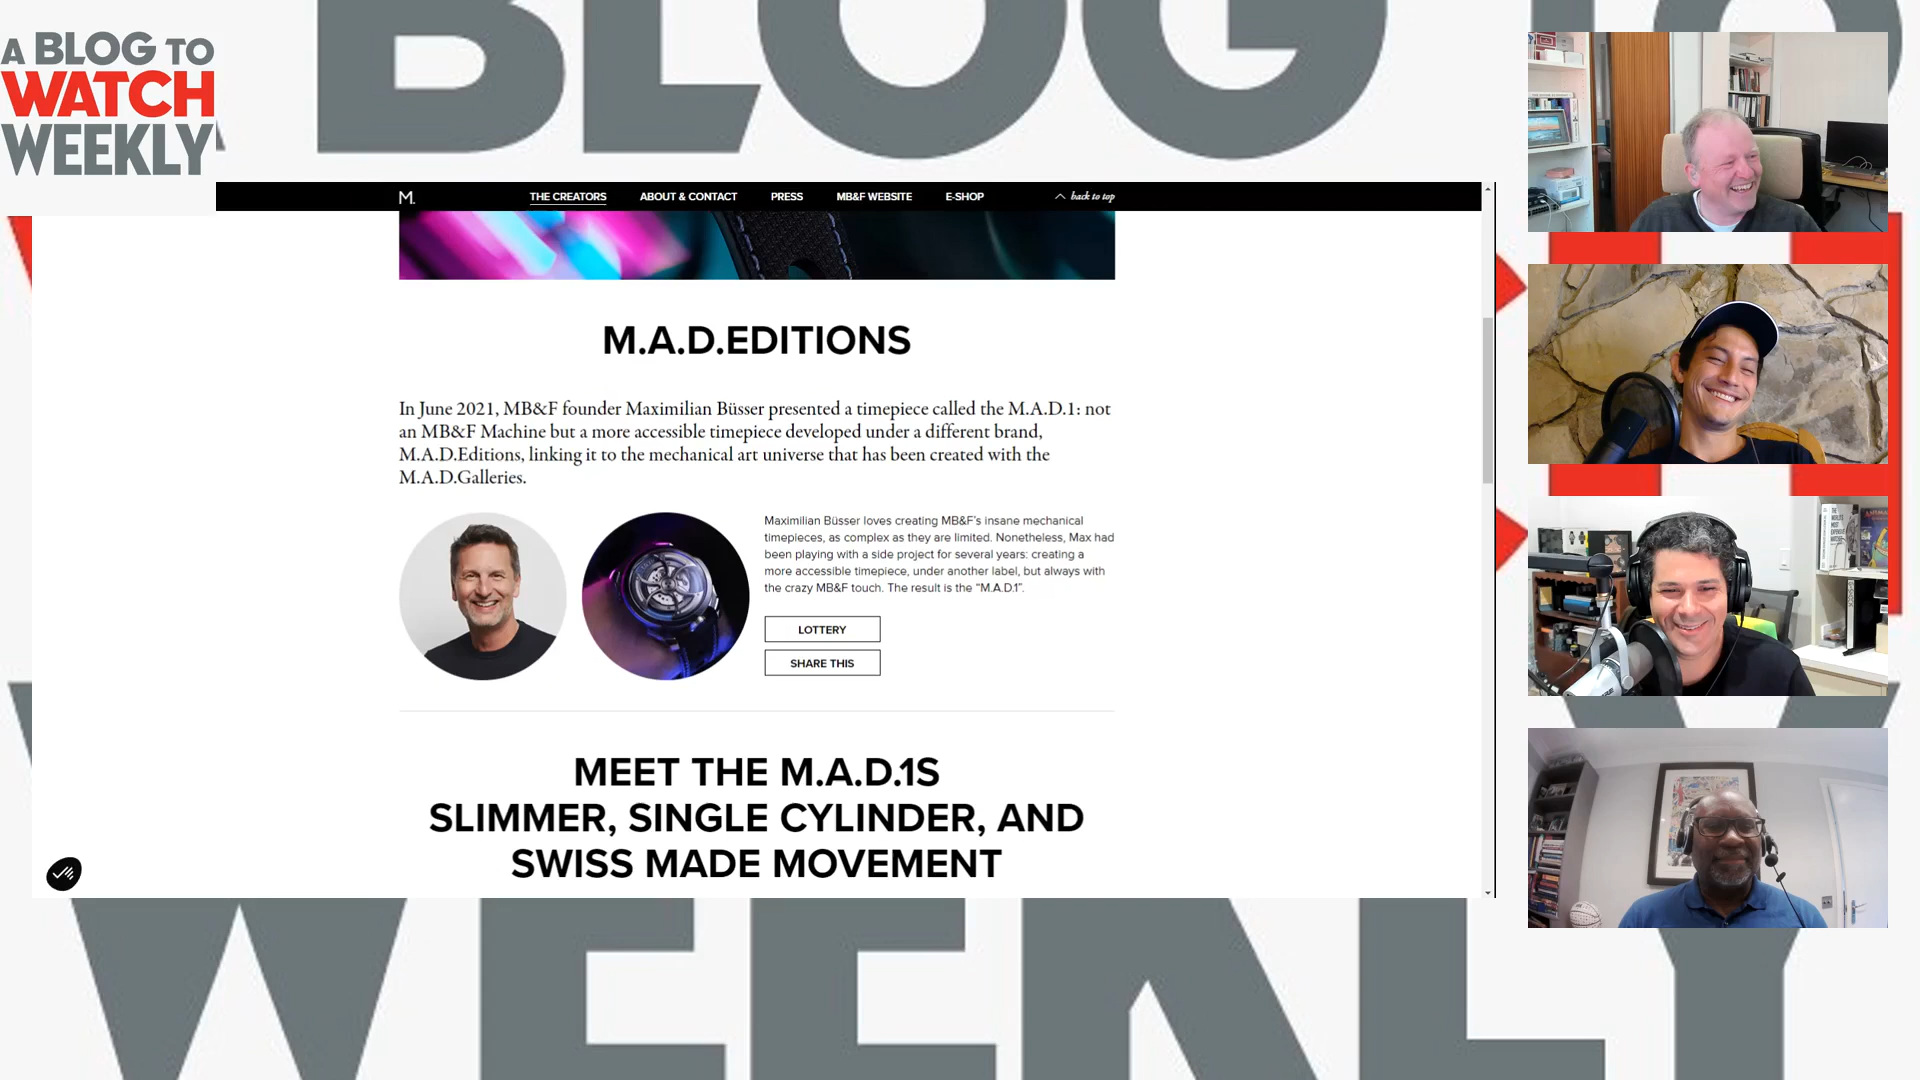 A BLOG TO
WATCH
WEEKLY
BLOG TO
M.
THE CREATORS
ABOUT & CONTACT
PRESS
MB&F WEBSITE
E-SHOP
back to top
M.A.D.EDITIONS
In June 2021, MB&F founder Maximilian Büsser presented a timepiece called the M.A.D.1: not
an MB&F Machine but a more accessible timepiece developed under a different brand,
M.A.D.Editions, linking it to the mechanical art universe that has been created with the
M.A.D.Galleries.
Maximilian Büsser loves creating MB&F’s insane mechanical
timepieces, as complex as they are limited. Nonetheless, Max had
been playing with a side project for several years: creating a
more accessible timepiece, under another label, but always with
the crazy MB&F touch. The result is the “M.A.D.1”.
LOTTERY
SHARE THIS
MEET THE M.A.D.1S
SLIMMER, SINGLE CYLINDER, AND
SWISS MADE MOVEMENT
WEEKLY